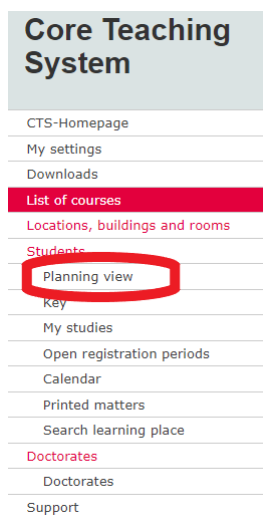 Core Teaching
System
CTS-Homepage
My settings
Downloads
List of courses
Locations, buildings and rooms
Students
Planning view
Key
My studies
Open registration periods
Calendar
Printed matters
Search learning place
Doctorates
Doctorates
Support